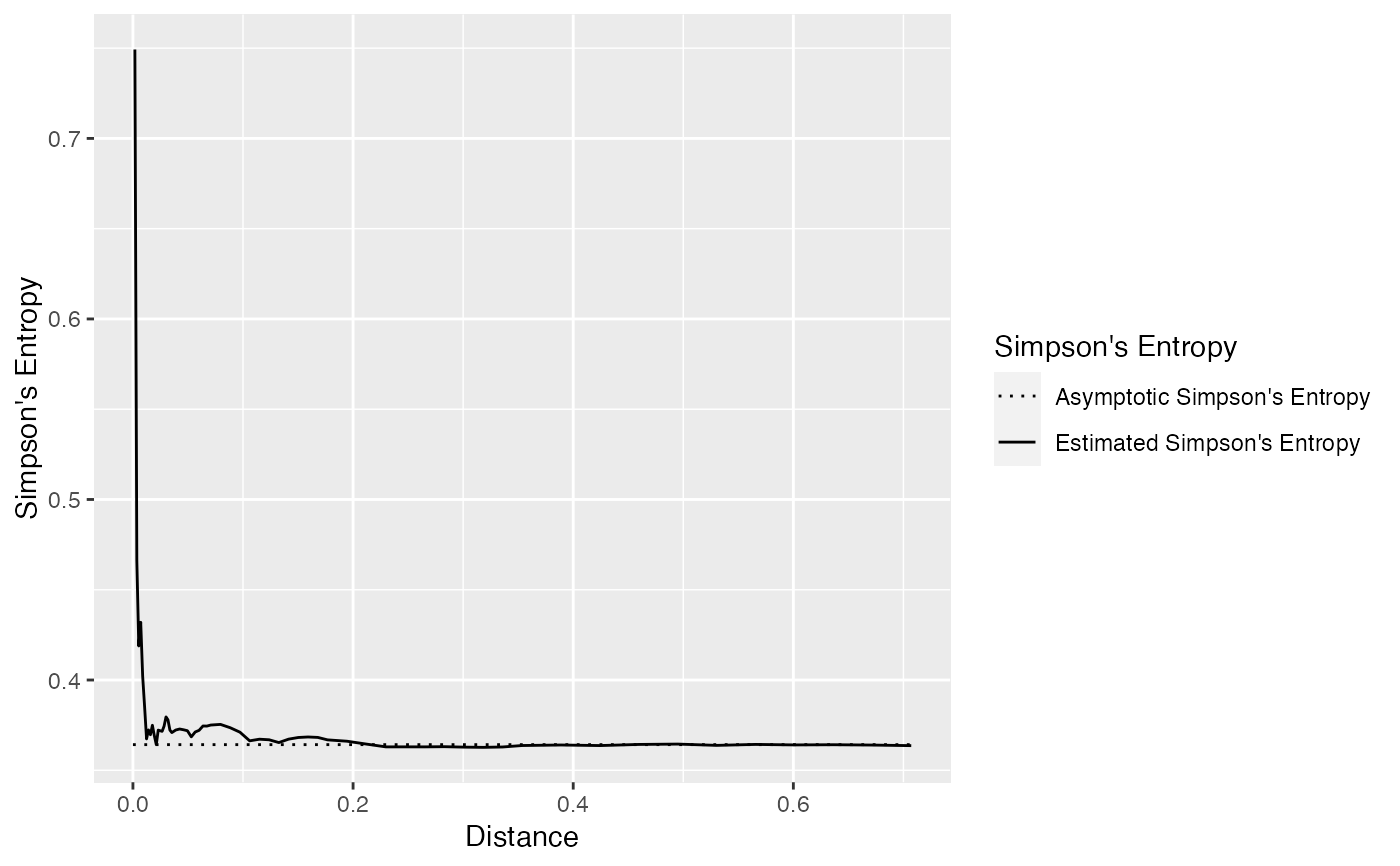 0.7
0.6
0.5
0.4
Simpson's Entropy
0.0 0.2 0.4 0.6
Distance
Simpson's Entropy
Asymptotic Simpson's Entropy
Estimated Simpson's Entropy